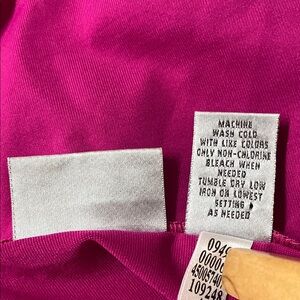 MACHINE
WASH COLD
WITH LIKE COLORS
ONLY NON-CHLORINE
BLEACH WHEN
NEEDED
TUMBLE DRY LOW
IRON ON LOWEST
SETTING
AS NEEDED
109248